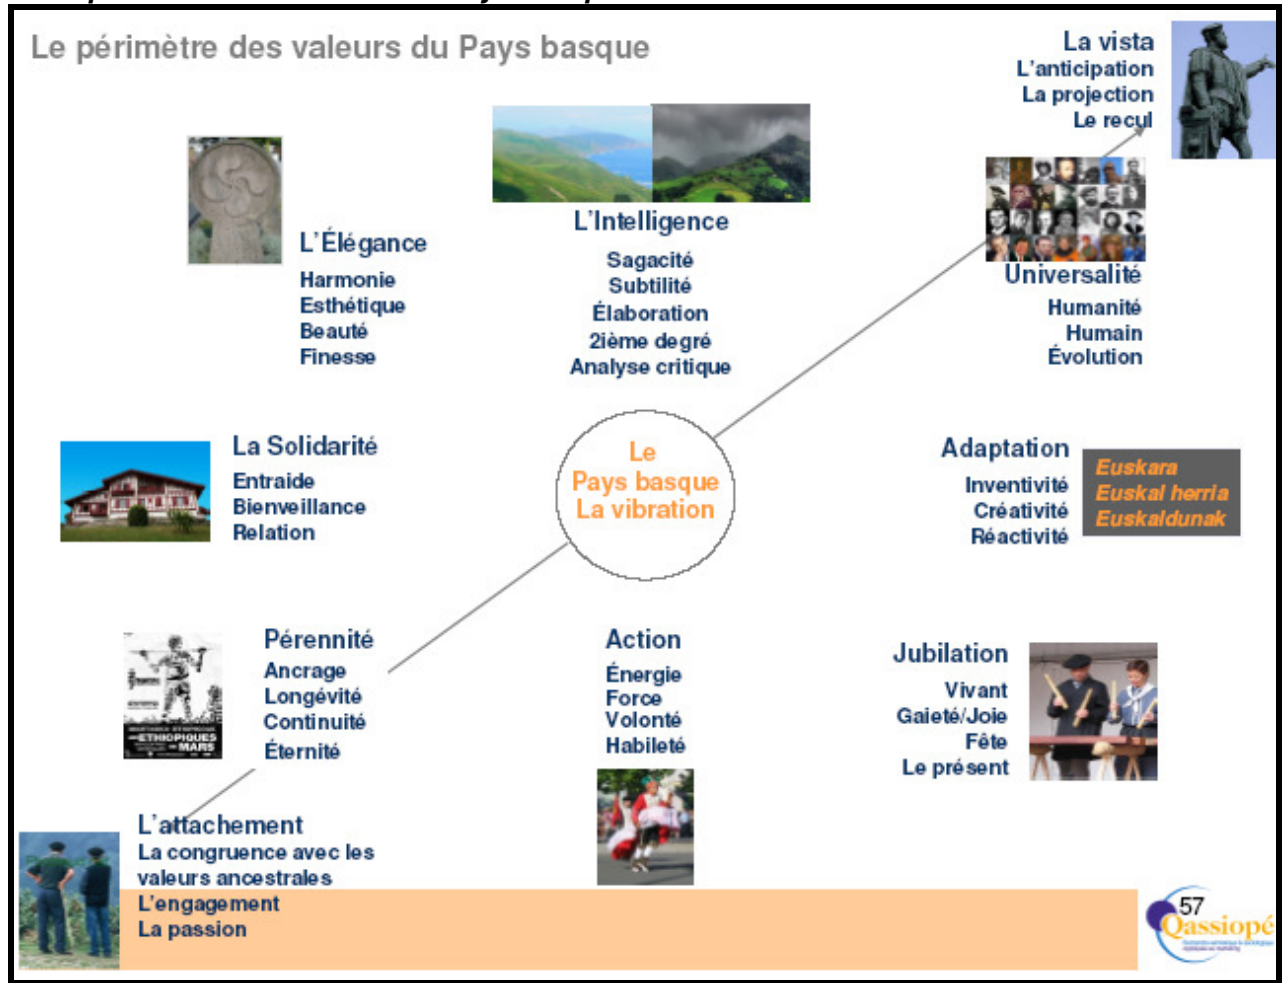 Le périmètre des valeurs du Pays basque
La vista
L'anticipation
La projection
Le recul
L'Élégance
Harmonie
Esthétique
Beauté
Finesse
L'Intelligence
Sagacité
Subtilité
Élaboration
2ième degré
Analyse critique
Universalité
Humanité
Humain
Évolution
La Solidarité
Entraide
Bienveillance
Relation
Le
Pays basque
La vibration
Adaptation
Inventivité
Créativité
Réactivité
Euskara
Euskal herria
Euskaldunak
Pérennité
Ancrage
Longévité
Continuité
Éternité
ETHIOPIQUES
MARS
Action
Énergie
Force
Volonté
Habileté
Jubilation
Vivant
Gaieté/Joie
Fête
Le présent
L'attachement
La congruence avec les
valeurs ancestrales
L'engagement
La passion
57
Qassiopé